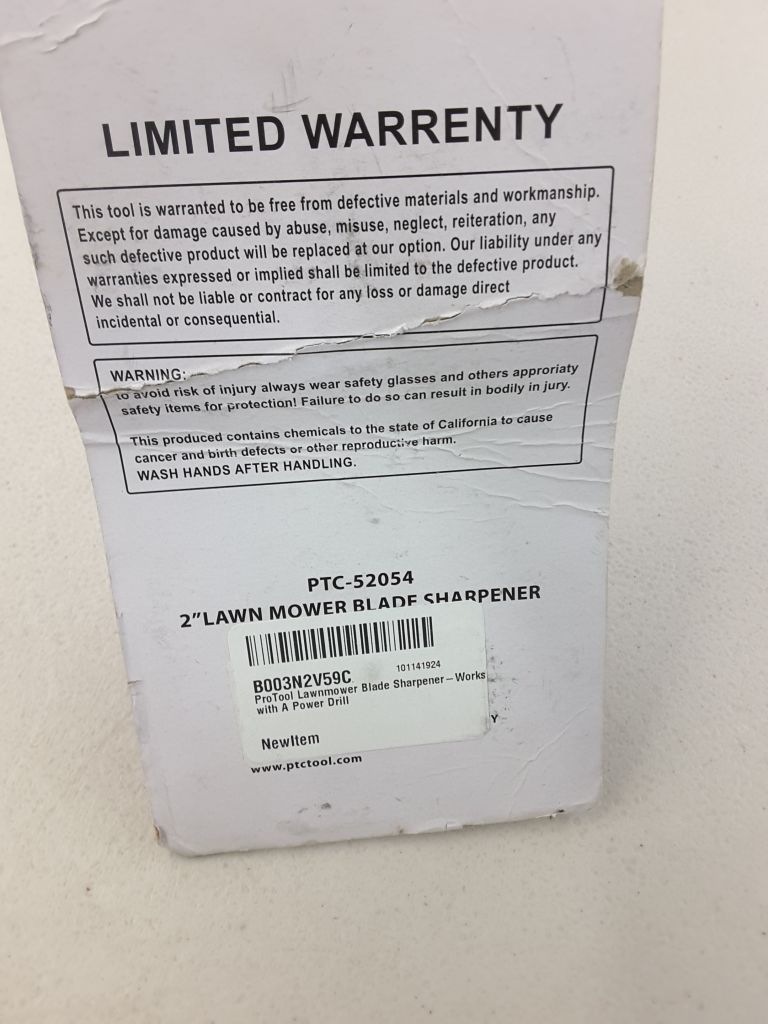 LIMITED WARRENTY
This tool is warranted to be free from defective materials and workmanship.
Except for damage caused by abuse, misuse, neglect, reiteration, any
such defective product will be replaced at our option. Our liability under any
warranties expressed or implied shall be limited to the defective product.
We shall not be liable or contract for any loss or damage direct
incidental or consequential.
WARNING:
to avoid risk of injury always wear safety glasses and others approriaty
safety items for protection! Failure to do so can result in bodily in jury.
This produced contains chemicals to the state of California to cause
cancer and birth defects or other reproductive harm.
WASH HANDS AFTER HANDLING.
PTC-52054
2”LAWN MOWER BLADE SHARPENER
101141924
B003N2V59C
ProTool Lawnmower Blade Sharpener—Works
with A Power Drill
Y
NewItem
www.ptctool.com